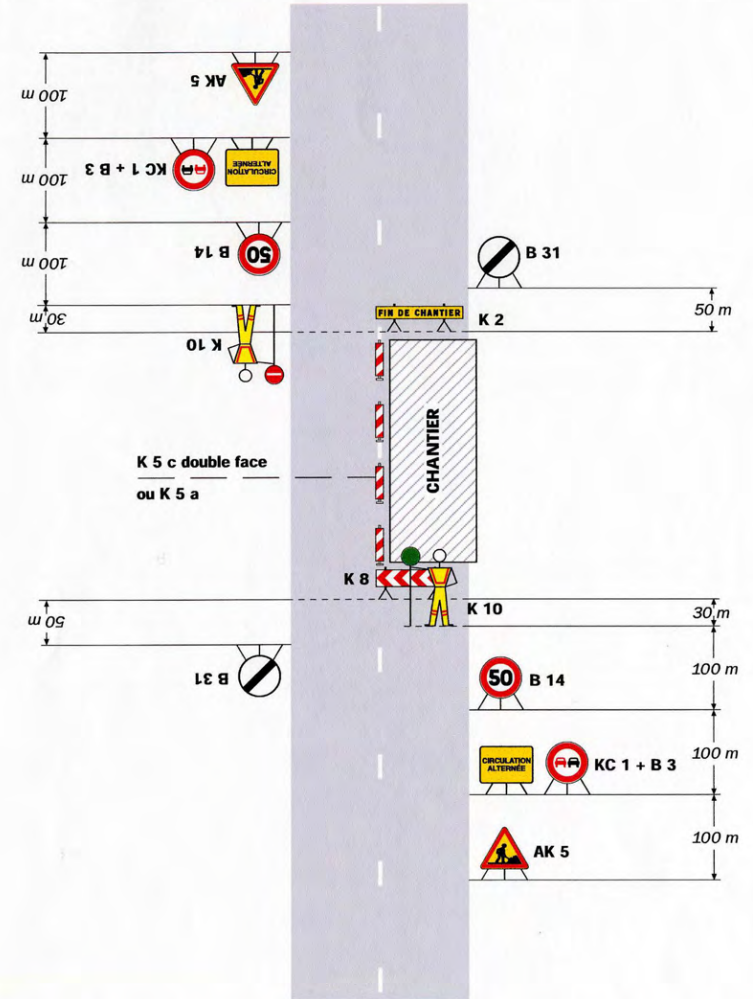 AK 5
100 m
KC 1 + B 3
CIRCULATION
ALTERNÉE
100 m
B 14
50
100 m
30 m
K 10
B 31
50 m
FIN DE CHANTIER
K 2
CHANTIER
K 5 c double face
ou K 5 a
K 8
K 10
30 m
50 m
B 31
50
B 14
100 m
CIRCULATION
ALTERNÉE
KC 1 + B 3
100 m
AK 5
100 m